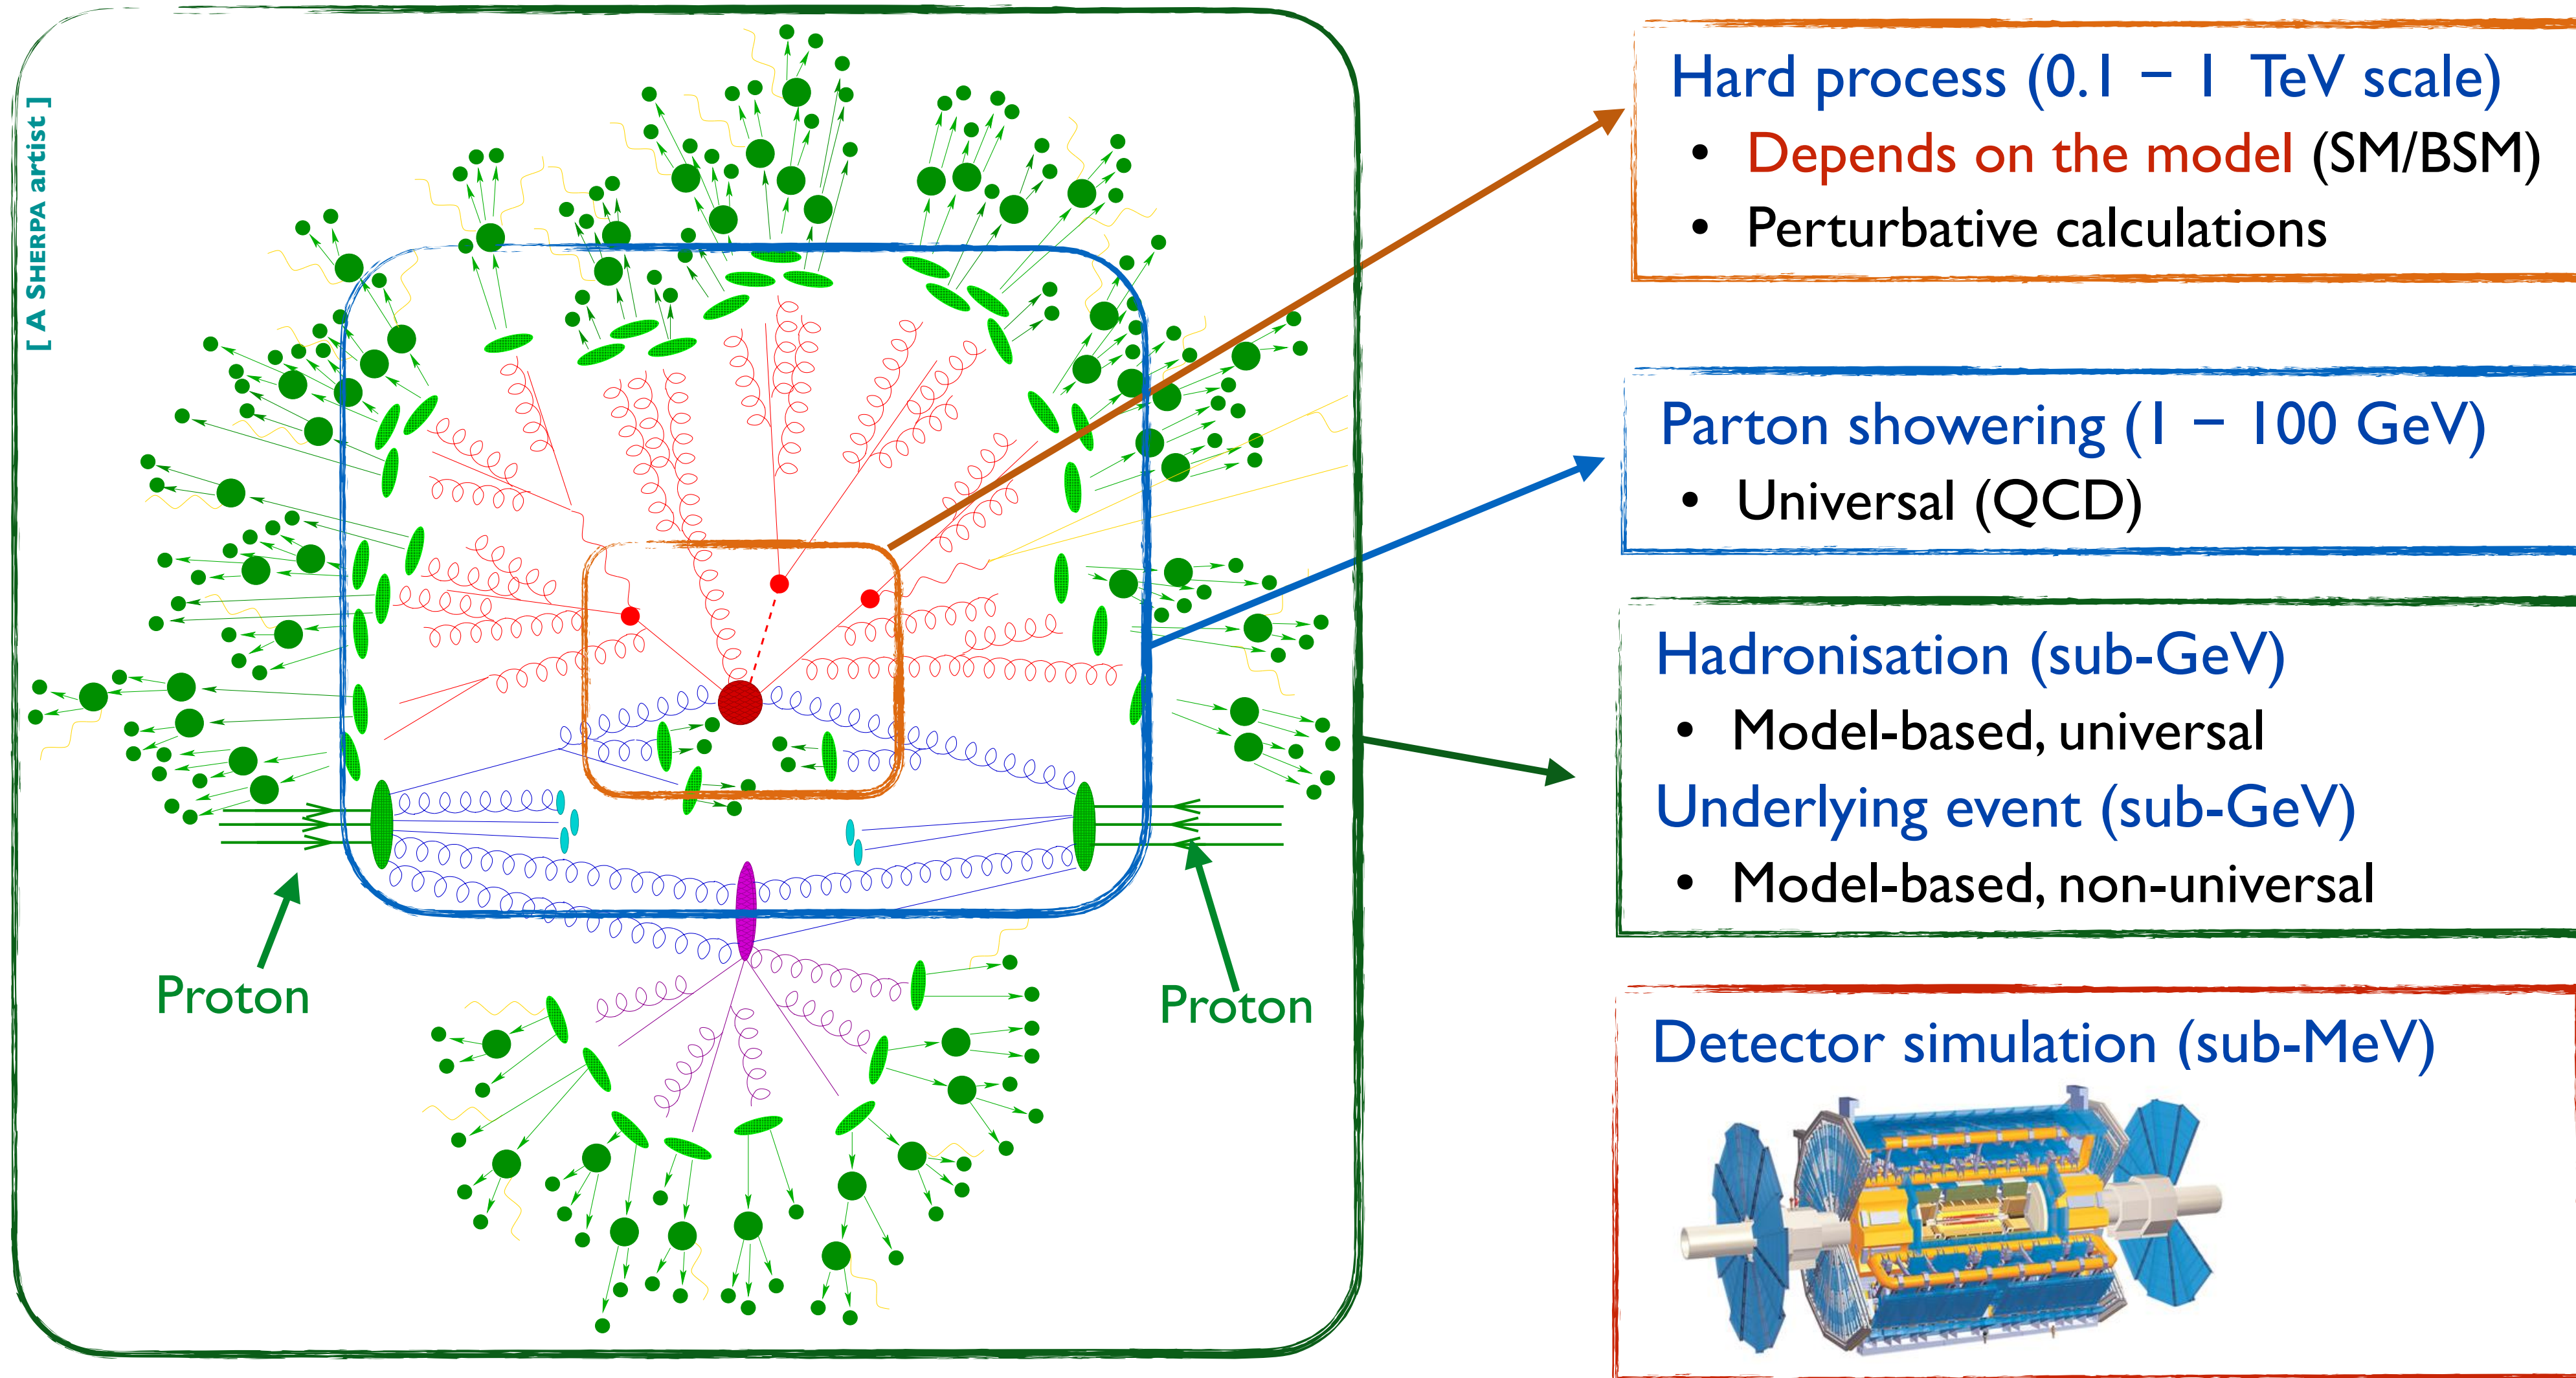 [ A SHERPA artist ]
Proton
Proton
Hard process (0.1 − 1 TeV scale)
• Depends on the model (SM/BSM)
• Perturbative calculations
Parton showering (1 − 100 GeV)
• Universal (QCD)
Hadronisation (sub-GeV)
• Model-based, universal
Underlying event (sub-GeV)
• Model-based, non-universal
Detector simulation (sub-MeV)